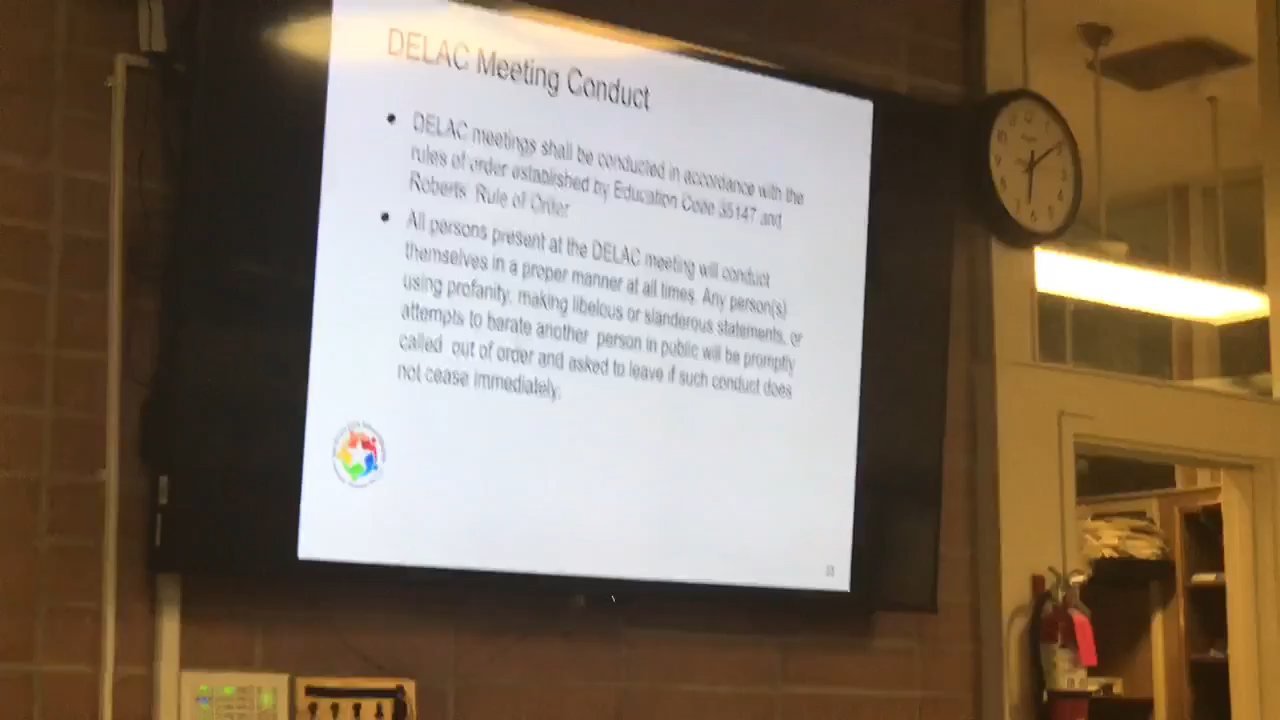 DELAC Meeting Conduct
• DELAC meetings shall be conducted in accordance with the
rules of order established by Education Code 35147 and
Roberts Rule of Order
• All persons present at the DELAC meeting will conduct
themselves in a proper manner at all times. Any person(s)
using profanity, making libelous or slanderous statements, or
attempts to barate another person in public will be promptly
called out of order and asked to leave if such conduct does
not cease immediately.